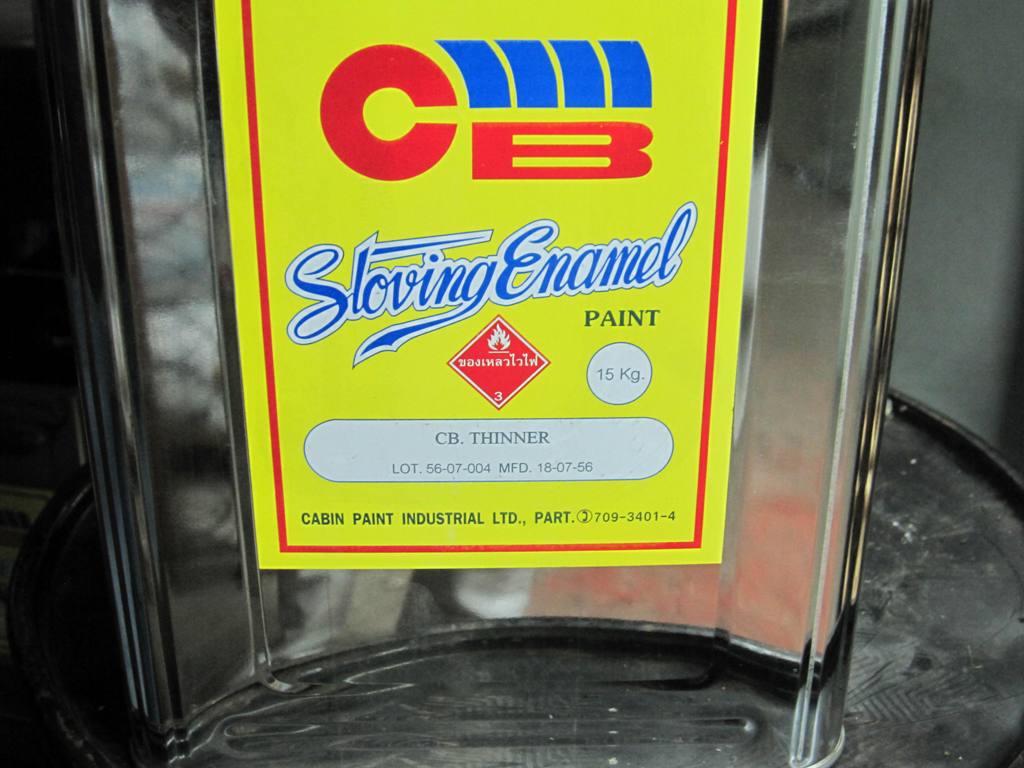 CB
Stoving Enamel
PAINT
ของเหลวไวไฟ
3
15 Kg.
CB. THINNER
LOT. 56-07-004 MFD. 18-07-56
CABIN PAINT INDUSTRIAL LTD., PART. 709-3401-4